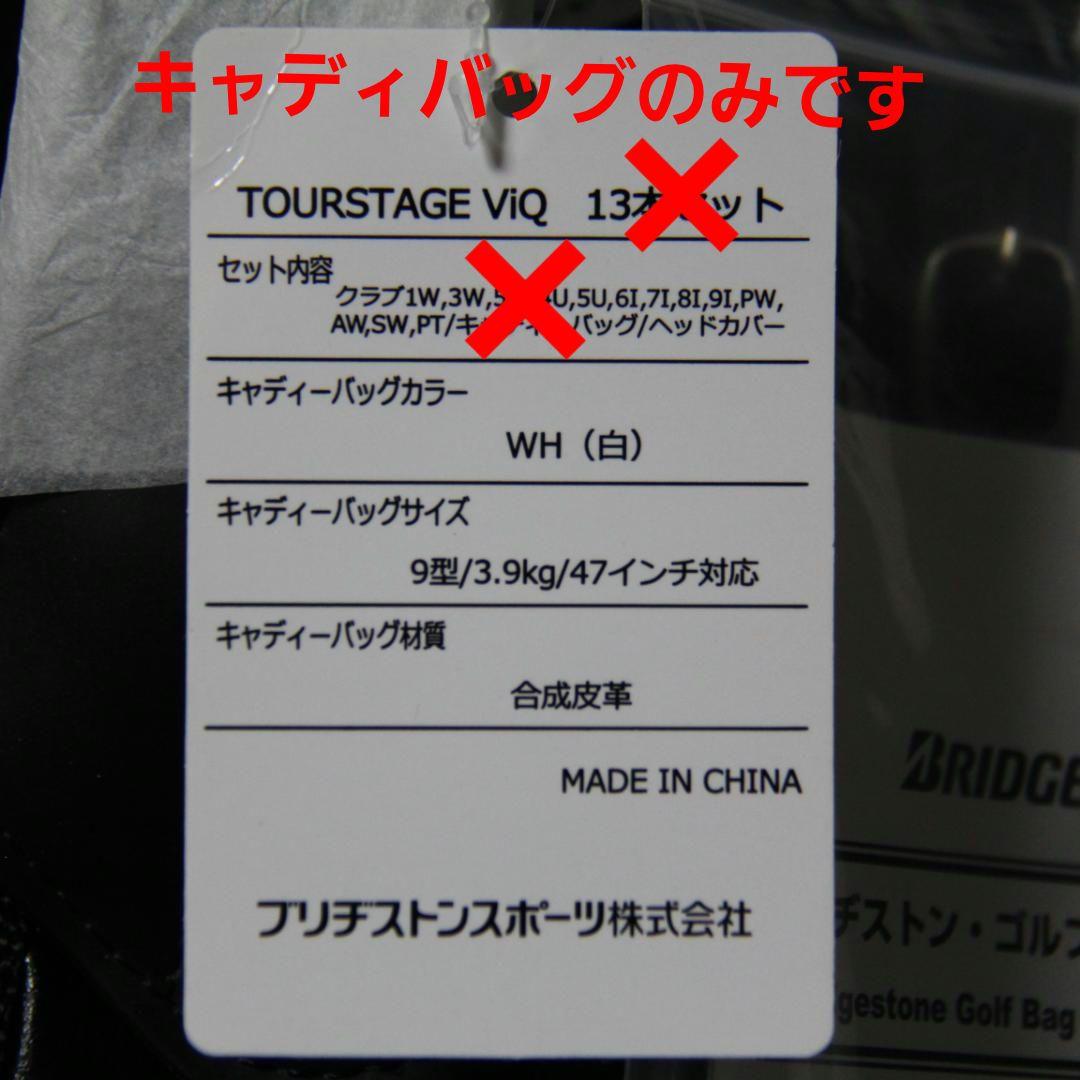 キャディバッグのみです
TOURSTAGE ViQ 13本セット
セット内容
クラブ1W,3W, 4U,5U,6I,7I,8I,9I,PW,
AW,SW,PT/キャディーバッグ/ヘッドカバー
キャディーバッグカラー
WH（白）
キャディーバッグサイズ
9型/3.9kg/47インチ対応
キャディーバッグ材質
合成皮革
MADE IN CHINA
ブリヂストンスポーツ株式会社
BRIDGE
ヂストン・ゴルフ
gestone Golf Bag